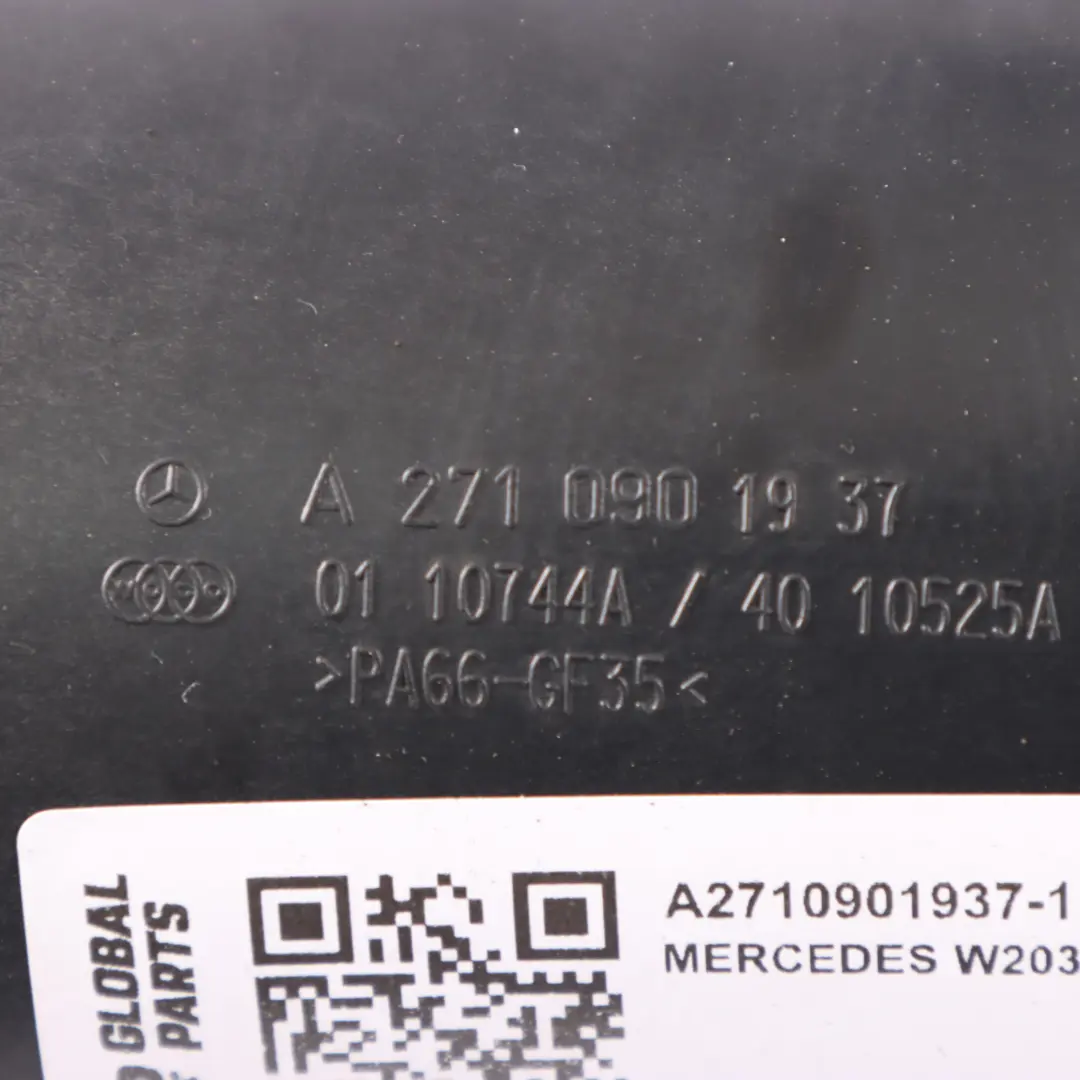 A 271 090 19 37
01 10744A / 40 10525A
>PA66-GF35<
GLOBAL
PARTS
A2710901937-1
MERCEDES W203